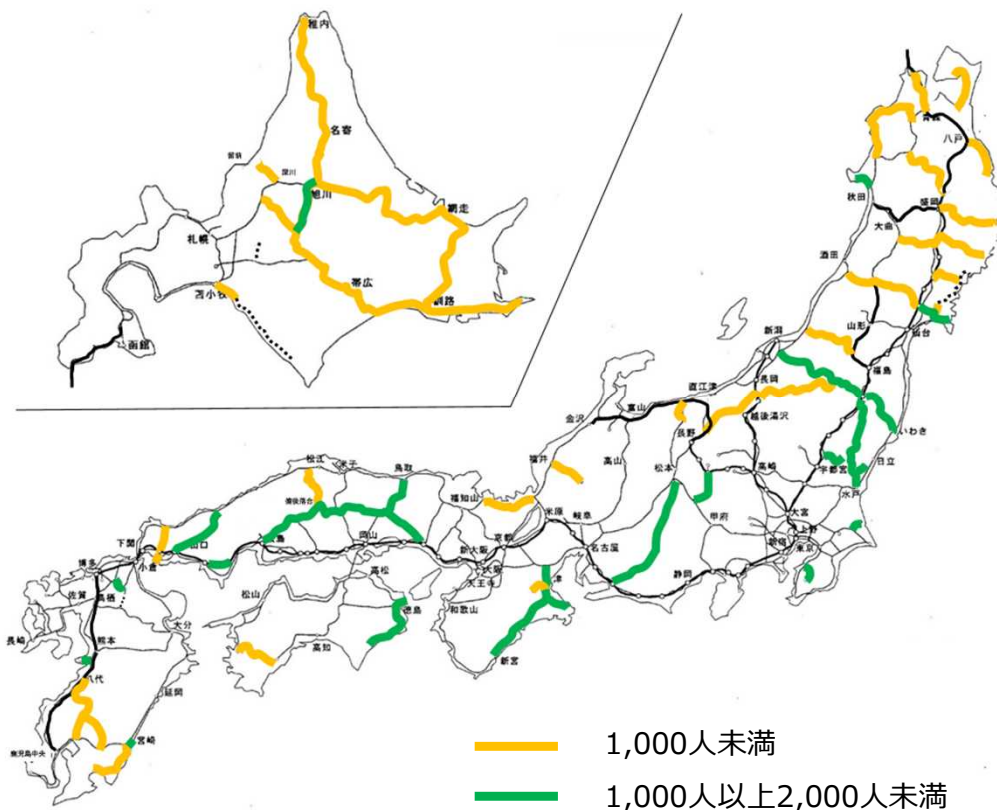 稚内
名寄
留萌
深川
旭川
網走
札幌
帯広
釧路
苫小牧
函館
青森
八戸
秋田
盛岡
大曲
酒田
新潟
山形
仙台
福島
長岡
直江津
越後湯沢
金沢
富山
長野
いわき
福井
高山
松本
高崎
宇都宮
日立
水戸
松江
米子
鳥取
備後落合
福知山
米原
岐阜
甲府
大宮
上野
新宿
東京
下関
山口
広島
岡山
新大阪
京都
名古屋
静岡
小倉
博多
大阪
天王寺
津
高松
佐賀
鳥栖
松山
徳島
和歌山
大分
長崎
熊本
高知
新宮
八代
延岡
宮崎
鹿児島中央
1,000人未満
1,000人以上2,000人未満